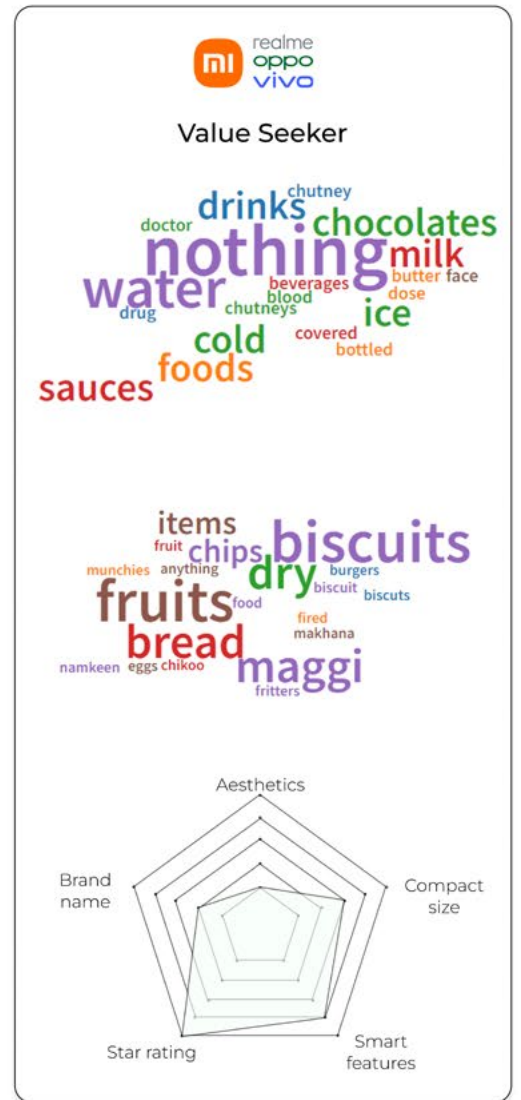 mi
realme
oppo
vivo
Value Seeker
chutney
drinks
doctor
chocolates
nothing
milk
water
beverages
butter face
blood
dose
drug
chutneys
ice
cold
covered
bottled
foods
sauces
items
fruit
chips
biscuits
munchies
anything
dry
burgers
biscuit
biscuts
fruits
food
fired
bread
makhana
namkeen
eggs
chikoo
maggi
fritters
Aesthetics
Brand
name
Compact
size
Star rating
Smart
features